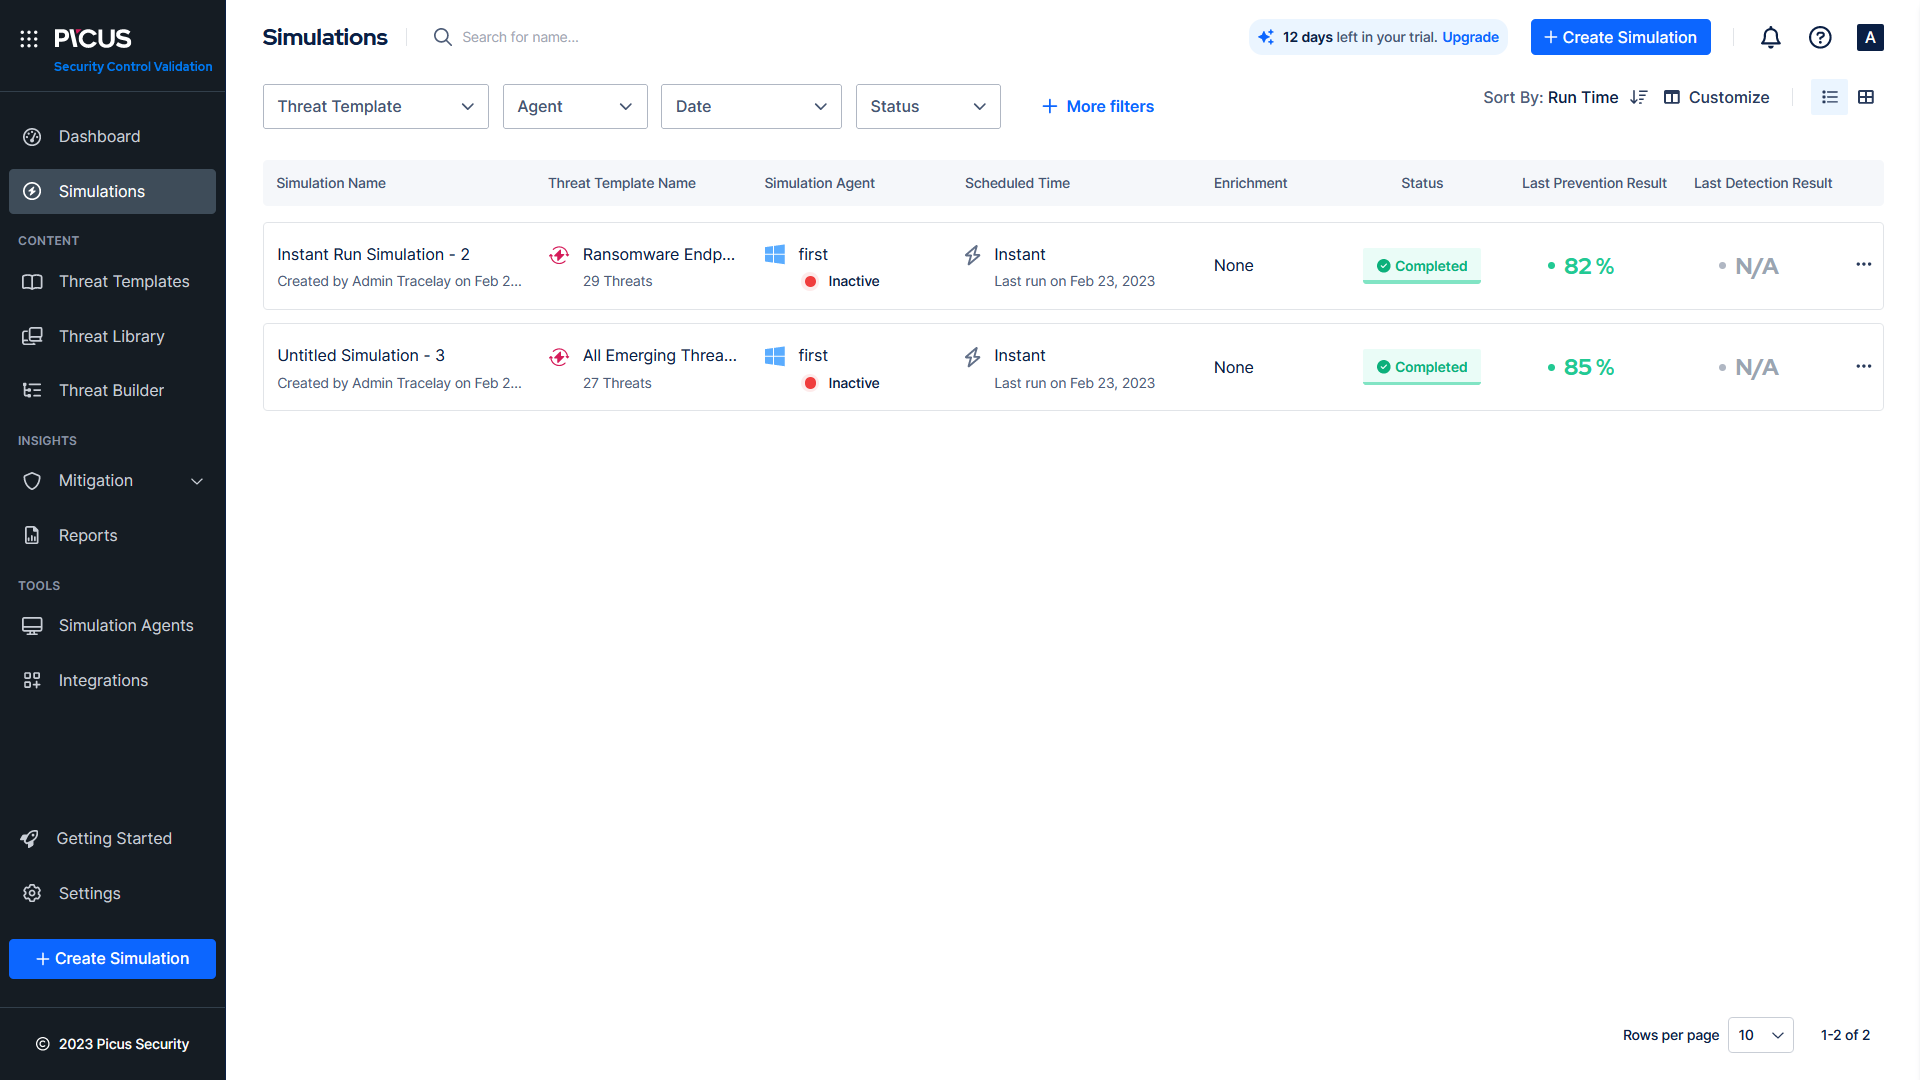 PICUS
Security Control Validation
Dashboard
Simulations
CONTENT
Threat Templates
Threat Library
Threat Builder
INSIGHTS
Mitigation
Reports
TOOLS
Simulation Agents
Integrations
Getting Started
Settings
+ Create Simulation
© 2023 Picus Security
Simulations
Search for name...
12 days left in your trial. Upgrade
+ Create Simulation
A
Threat Template
Agent
Date
Status
+ More filters
Sort By: Run Time
Customize
Simulation Name Threat Template Name Simulation Agent Scheduled Time Enrichment Status Last Prevention Result Last Detection Result
Instant Run Simulation - 2 Ransomware Endp... first Instant None Completed 82 % N/A
Created by Admin Tracelay on Feb 2... 29 Threats Inactive Last run on Feb 23, 2023
Untitled Simulation - 3 All Emerging Threa... first Instant None Completed 85 % N/A
Created by Admin Tracelay on Feb 2... 27 Threats Inactive Last run on Feb 23, 2023
Rows per page 10 1-2 of 2